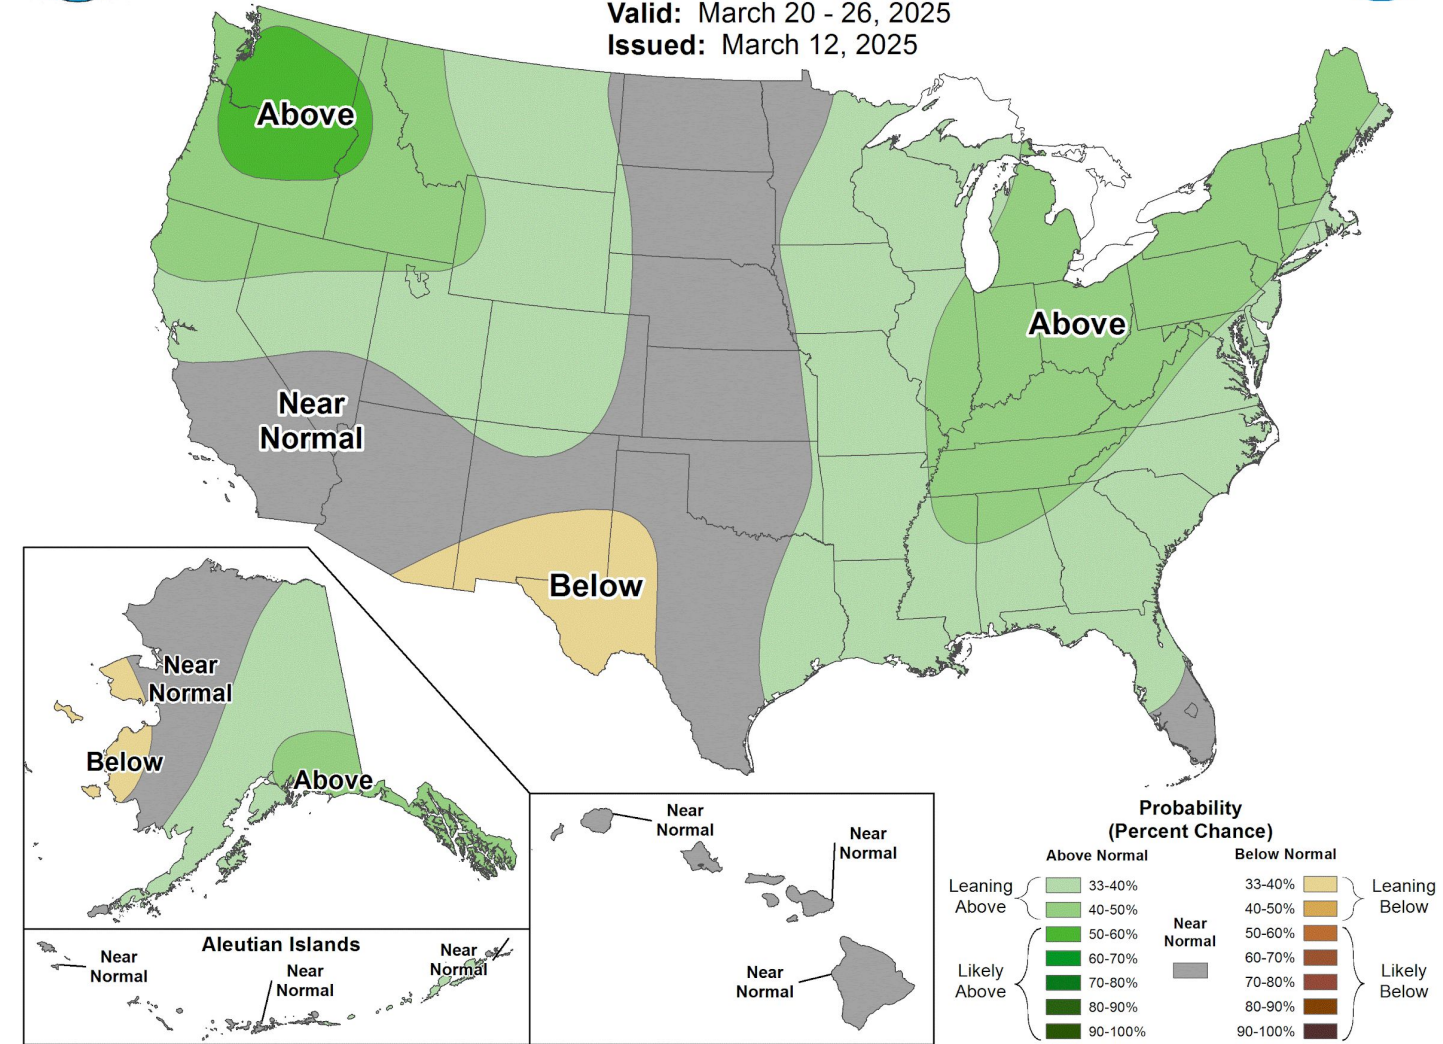 Valid: March 20 - 26, 2025
Issued: March 12, 2025
Above
Above
Near
Normal
Below
Near
Normal
Below
Above
Near
Normal
Near
Normal
Near
Normal
Aleutian Islands
Near
Normal
Near
Normal
Near
Normal
Probability
(Percent Chance)
Above Normal
Below Normal
Leaning
Above
33-40%
40-50%
Likely
Above
50-60%
60-70%
70-80%
80-90%
90-100%
Near
Normal
33-40%
40-50%
Leaning
Below
50-60%
60-70%
70-80%
80-90%
90-100%
Likely
Below